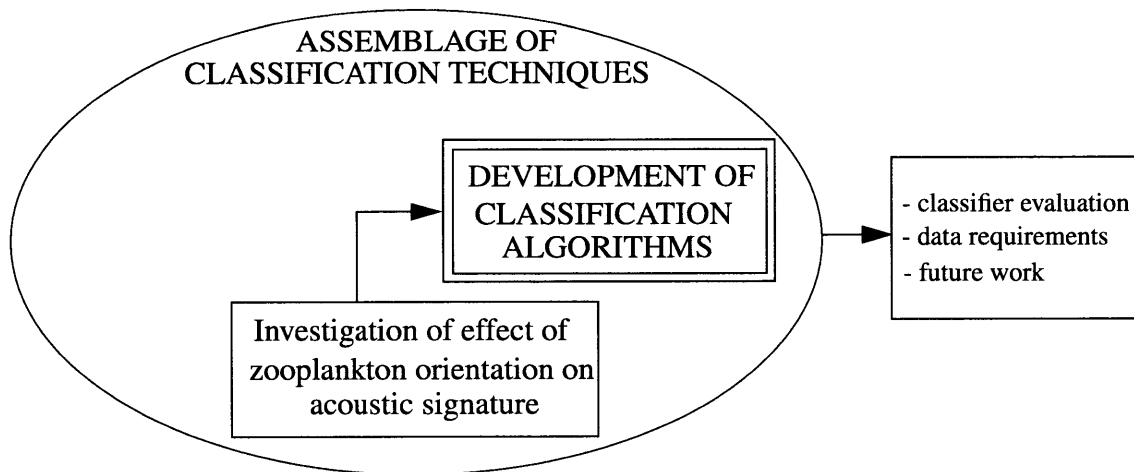 ASSEMBLAGE OF
CLASSIFICATION TECHNIQUES
DEVELOPMENT OF
CLASSIFICATION
ALGORITHMS
Investigation of effect of
zooplankton orientation on
acoustic signature
- classifier evaluation
- data requirements
- future work